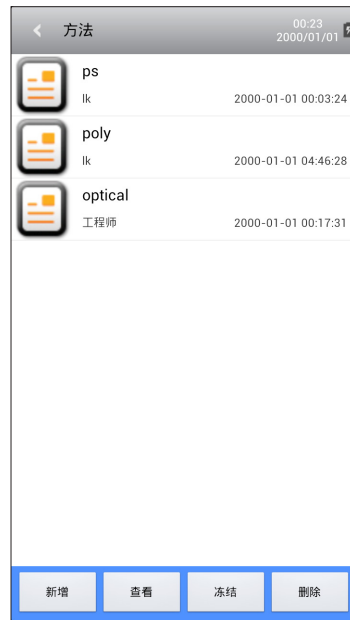 方法
00:23
2000/01/01
ps
lk
2000-01-01 00:03:24
poly
lk
2000-01-01 04:46:28
optical
工程师
2000-01-01 00:17:31
新增 查看 冻结 删除